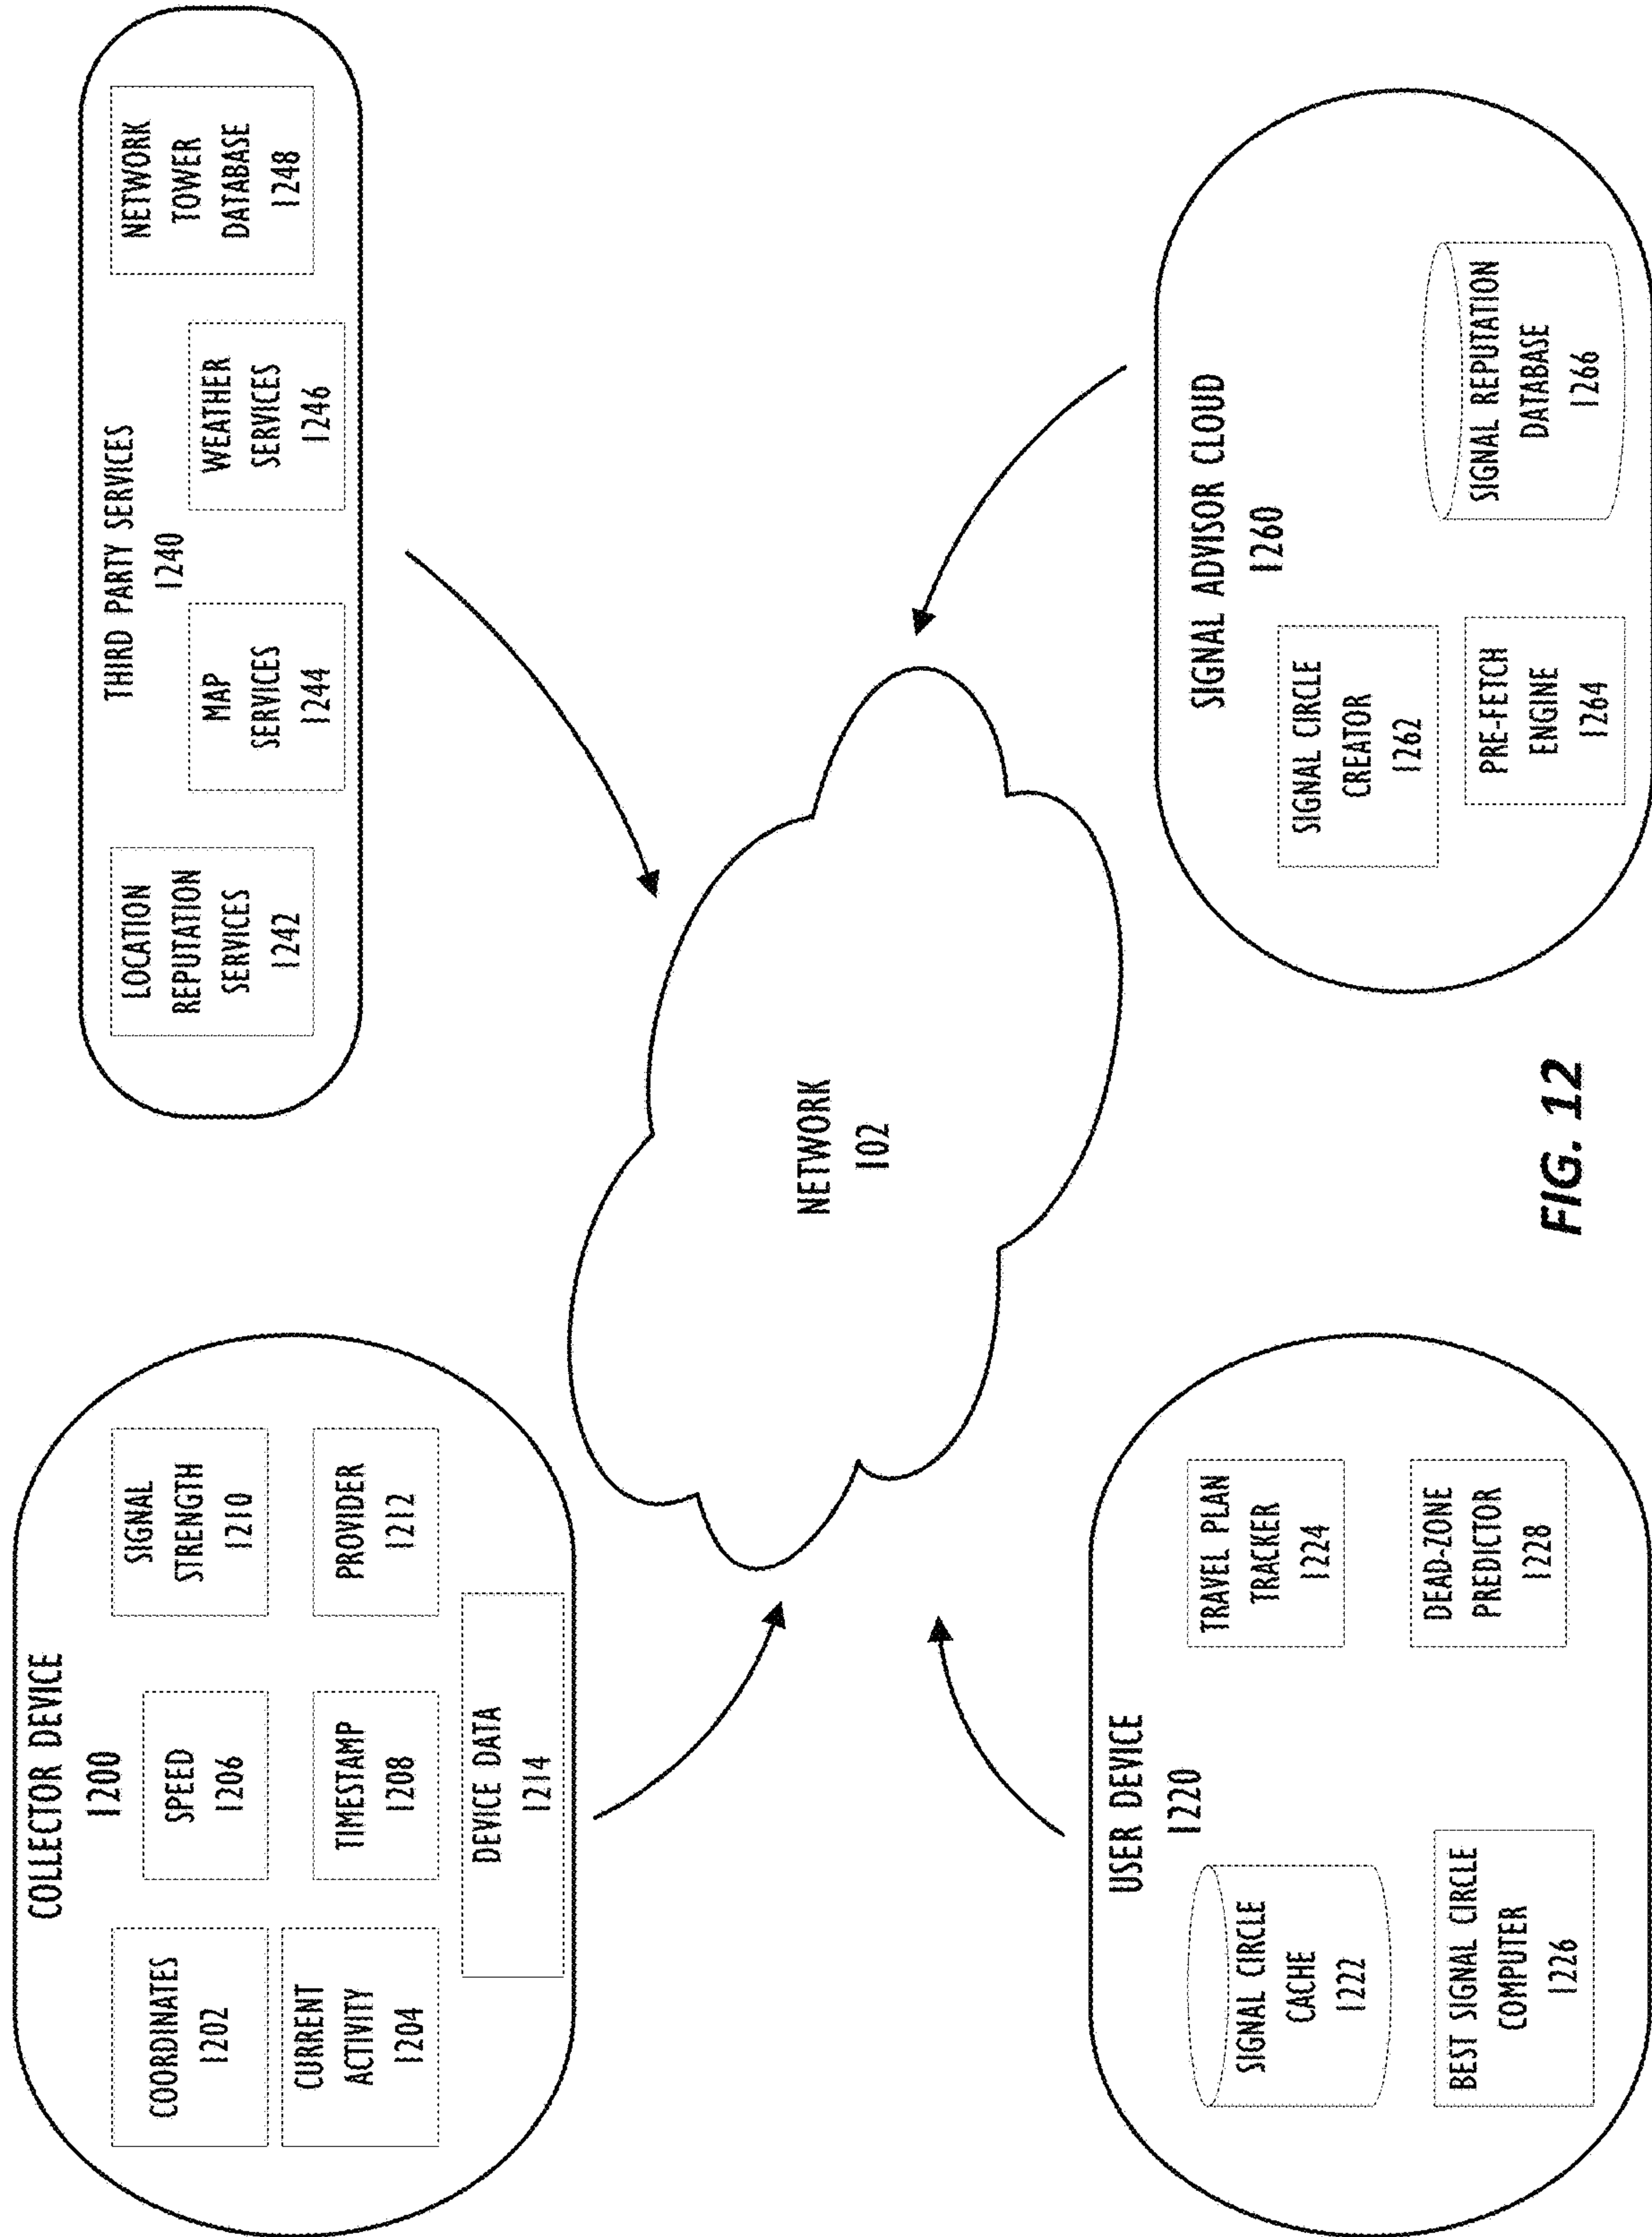 COLLECTOR DEVICE
1200
COORDINATES
1202
SPEED
1206
SIGNAL
STRENGTH
1210
CURRENT
ACTIVITY
1204
TIMESTAMP
1208
PROVIDER
1212
DEVICE DATA
1214
THIRD PARTY SERVICES
1240
LOCATION
REPUTATION
SERVICES
1242
MAP
SERVICES
1244
WEATHER
SERVICES
1246
NETWORK
TOWER
DATABASE
1248
NETWORK
102
USER DEVICE
1220
SIGNAL CIRCLE
CACHE
1222
TRAVEL PLAN
TRACKER
1224
BEST SIGNAL CIRCLE
COMPUTER
1226
DEAD-ZONE
PREDICTOR
1228
SIGNAL ADVISOR CLOUD
1260
SIGNAL CIRCLE
CREATOR
1262
PRE-FETCH
ENGINE
1264
SIGNAL REPUTATION
DATABASE
1266
FIG. 12